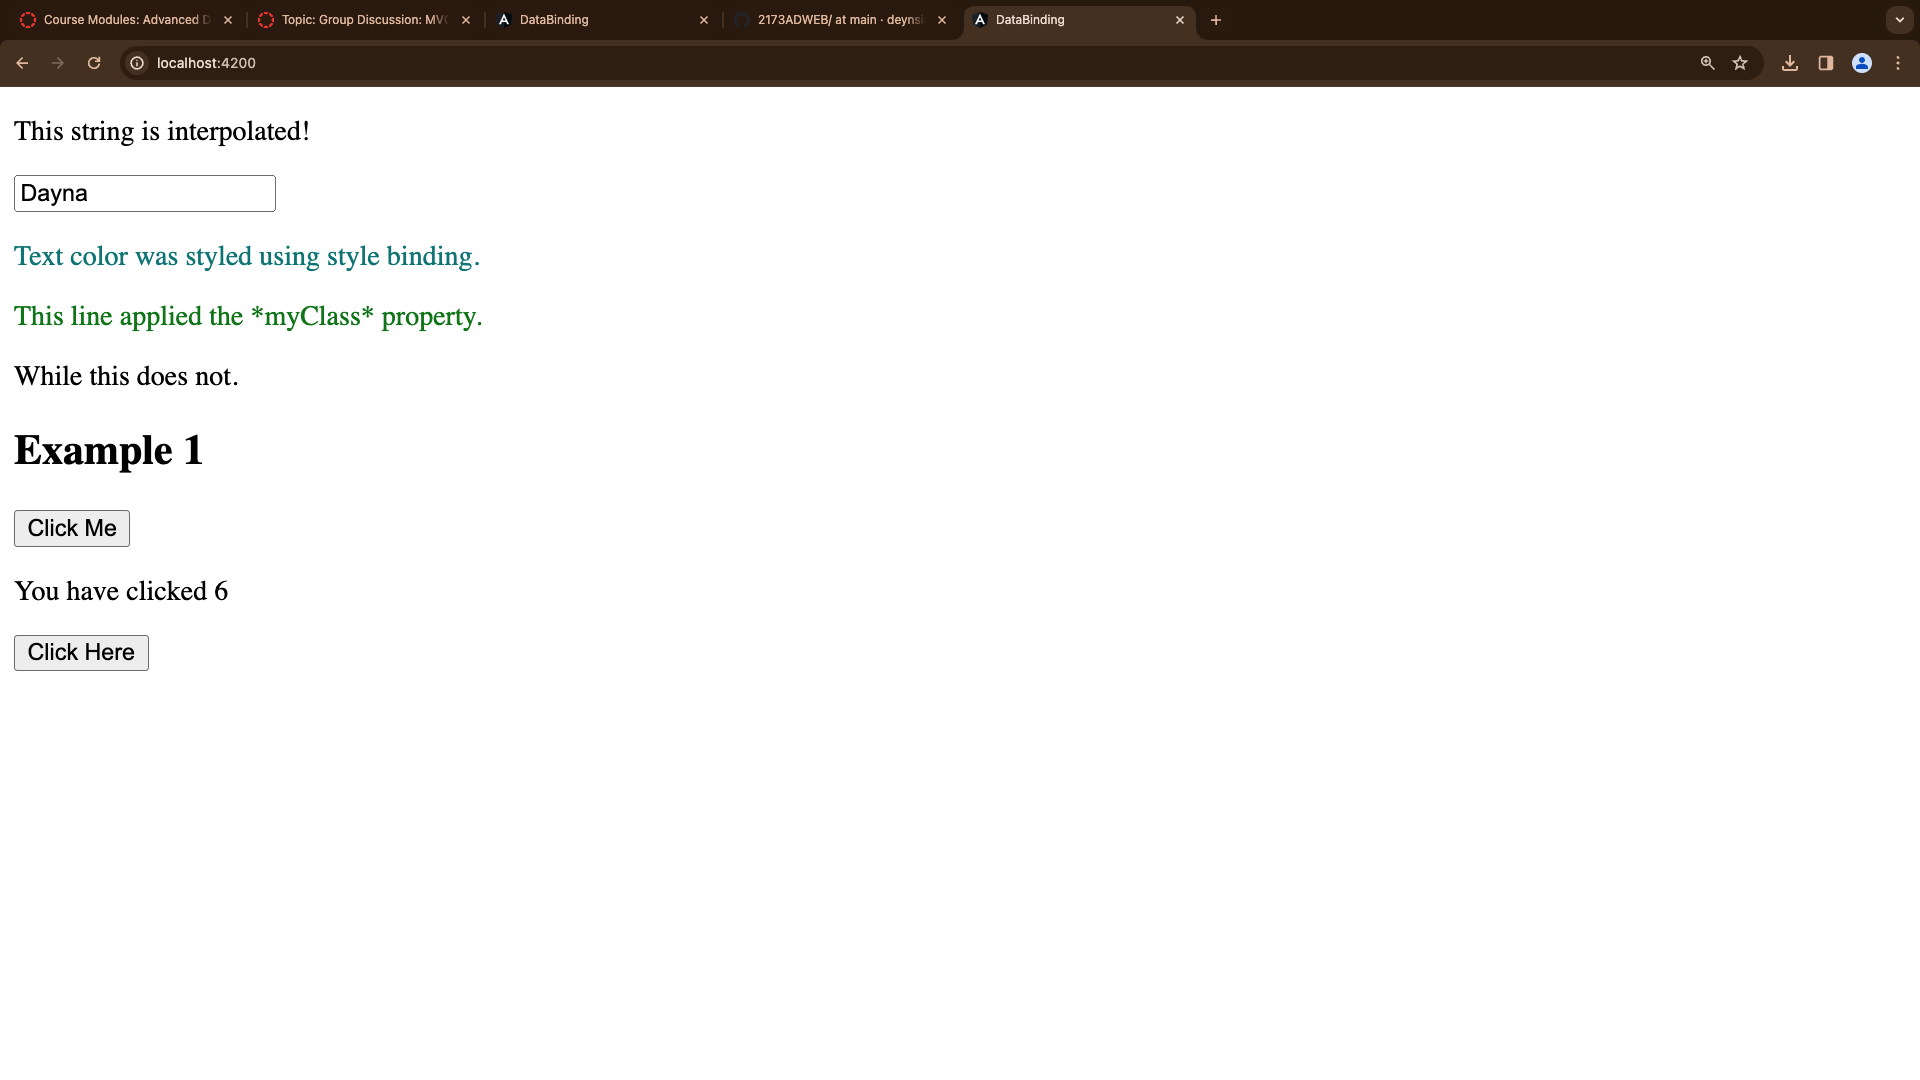 Course Modules: Advanced D
Topic: Group Discussion: MVC
DataBinding
2173ADWEB/ at main · deynsi
DataBinding
localhost:4200
This string is interpolated!
Dayna
Text color was styled using style binding.
This line applied the *myClass* property.
While this does not.
Example 1
Click Me
You have clicked 6
Click Here